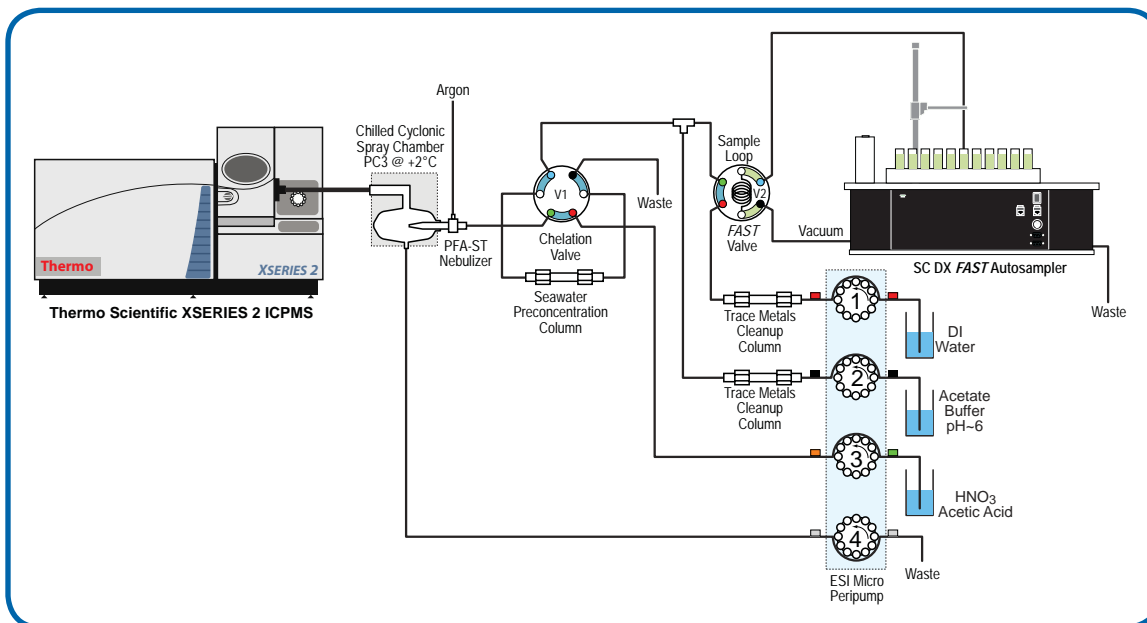 Argon
Chilled Cyclonic
Spray Chamber
PC3 @ +2°C
Sample
Loop
V1
V2
Waste
FAST
Valve
Vacuum
PFA-ST
Nebulizer
Chelation
Valve
SC DX FAST Autosampler
Thermo
XSERIES 2
Thermo Scientific XSERIES 2 ICPMS
Seawater
Preconcentration
Column
Trace Metals
Cleanup
Column
1
DI
Water
Waste
Trace Metals
Cleanup
Column
2
Acetate
Buffer
pH~6
3
HNO3
Acetic Acid
4
Waste
ESI Micro
Peripump